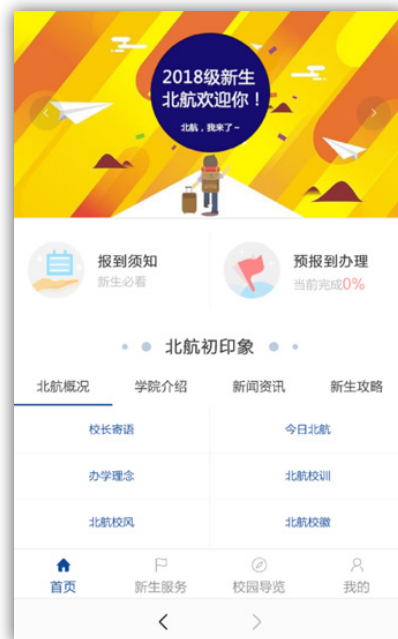 2018级新生
北航欢迎你！
北航，我来了~
报到须知
新生必看
预报到办理
当前完成0%
北航初印象
北航概况 学院介绍 新闻资讯 新生攻略
校长寄语 今日北航
办学理念 北航校训
北航校风 北航校徽
首页 新生服务 校园导览 我的